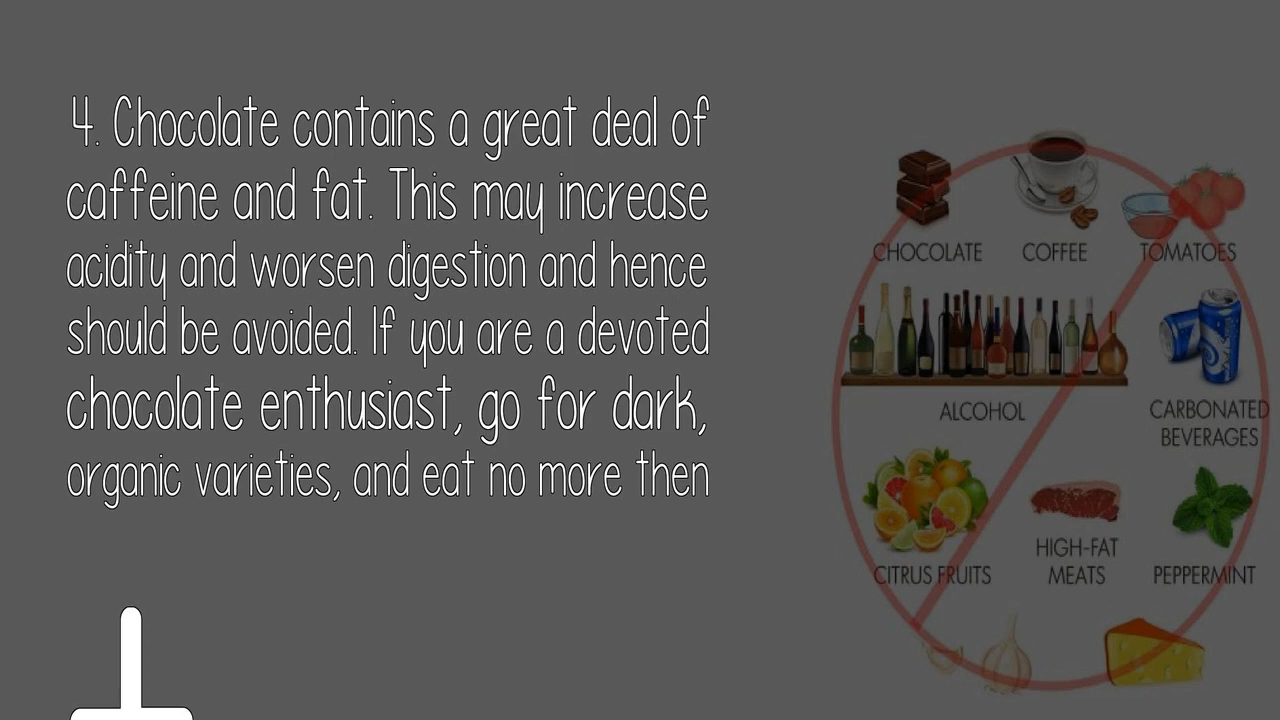 4. Chocolate contains a great deal of
caffeine and fat. This may increase
acidity and worsen digestion and hence
should be avoided. If you are a devoted
chocolate enthusiast, go for dark,
organic varieties, and eat no more then
CHOCOLATE
COFFEE
TOMATOES
ALCOHOL
CARBONATED
BEVERAGES
CITRUS FRUITS
HIGH-FAT
MEATS
PEPPERMINT